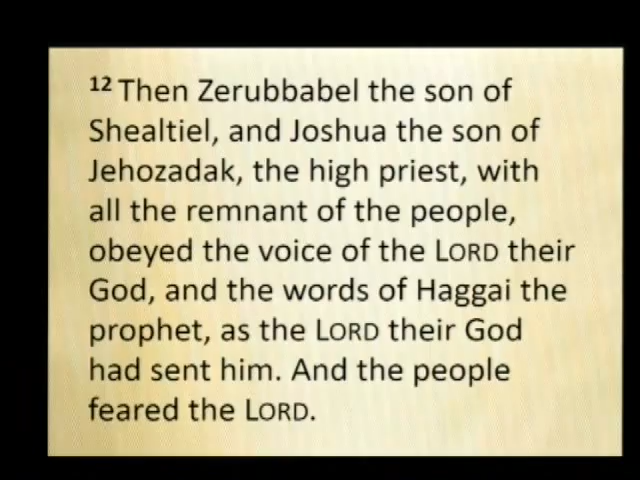 12 Then Zerubbabel the son of
Shealtiel, and Joshua the son of
Jehozadak, the high priest, with
all the remnant of the people,
obeyed the voice of the LORD their
God, and the words of Haggai the
prophet, as the LORD their God
had sent him. And the people
feared the LORD.